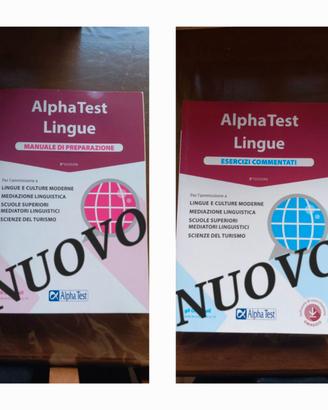 AlphaTest
Lingue
MANUALE DI PREPARAZIONE
Per l'ammissione a
LINGUE E CULTURE MODERNE
MEDIAZIONE LINGUISTICA
SCUOLE SUPERIORI
MEDIATORI LINGUISTICI
SCIENZE DEL TURISMO
NUOVO
Alpha Test
AlphaTest
Lingue
ESERCIZI COMMENTATI
Per l'ammissione a
LINGUE E CULTURE MODERNE
MEDIAZIONE LINGUISTICA
SCUOLE SUPERIORI
MEDIATORI LINGUISTICI
SCIENZE DEL TURISMO
NUOVO
Alpha Test